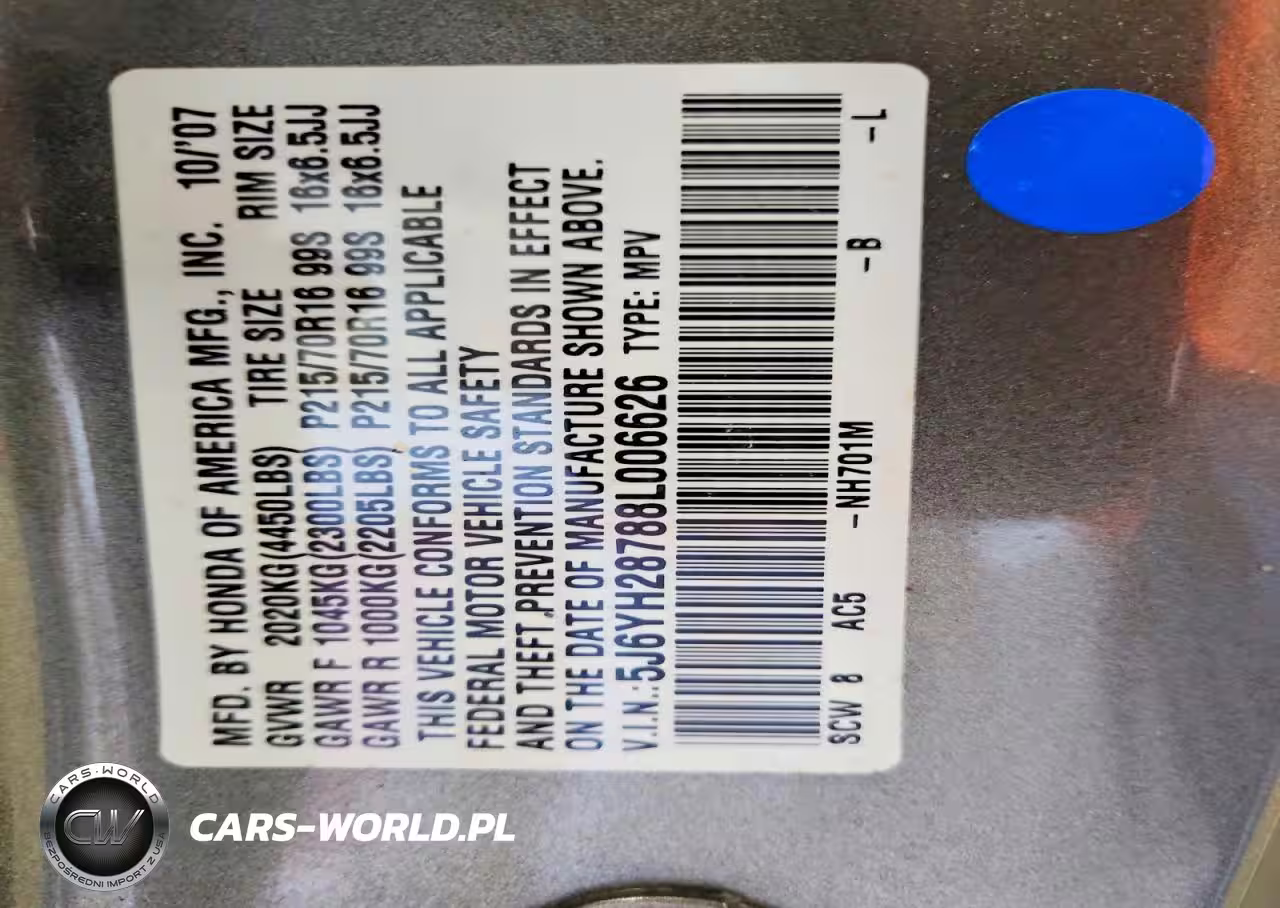 MFD. BY HONDA OF AMERICA MFG., INC. 10/'07
GVWR 2020KG(4450LBS) TIRE SIZE RIM SIZE
GAWR F 1045KG(2300LBS) P215/70R16 99S 16x6.5JJ
GAWR R 1000KG(2205LBS) P215/70R16 99S 16x6.5JJ
THIS VEHICLE CONFORMS TO ALL APPLICABLE
FEDERAL MOTOR VEHICLE SAFETY
AND THEFT PREVENTION STANDARDS IN EFFECT
ON THE DATE OF MANUFACTURE SHOWN ABOVE.
V.I.N.:5J6YH28788L006626 TYPE: MPV
SCW 8 AC5 -NH701M -B -L
CARS-WORLD
CW
BEZPOŚREDNI IMPORT Z USA
CARS-WORLD.PL